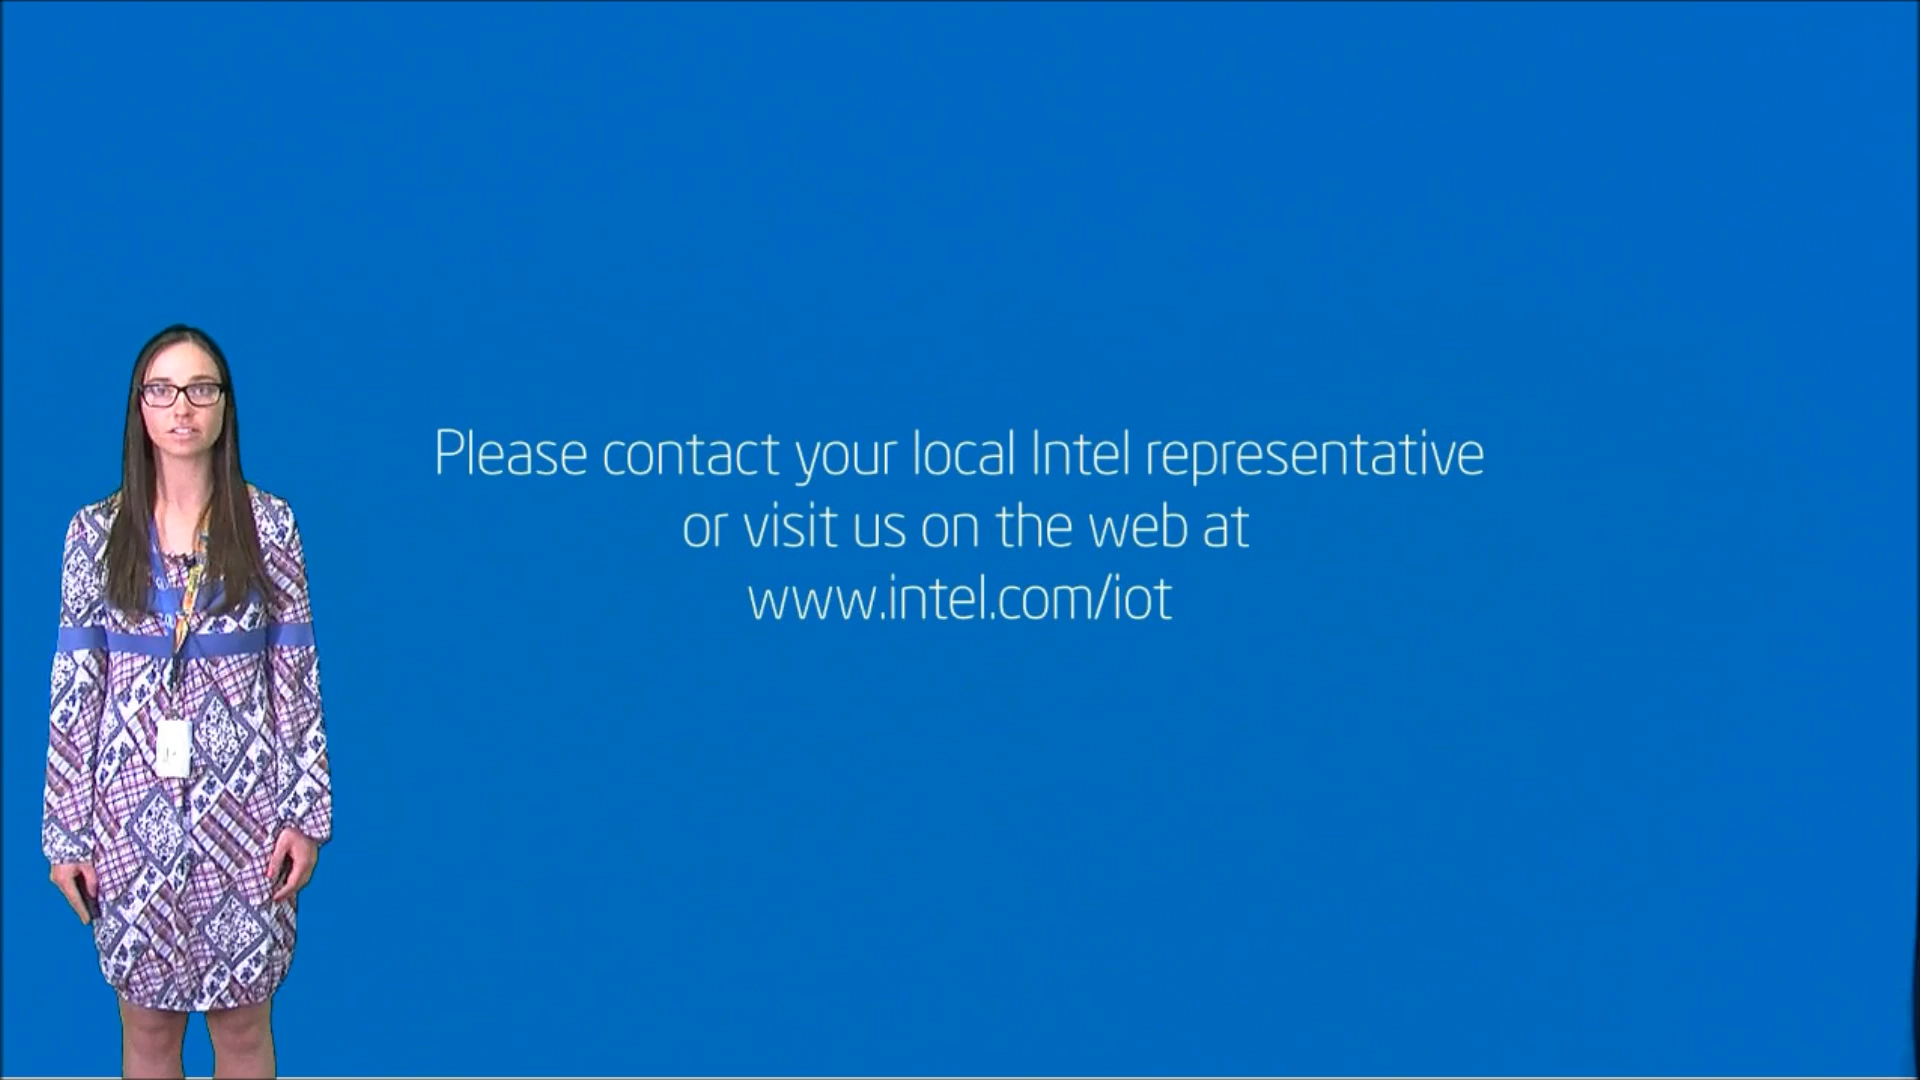 Please contact your local Intel representative
or visit us on the web at
www.intel.com/iot